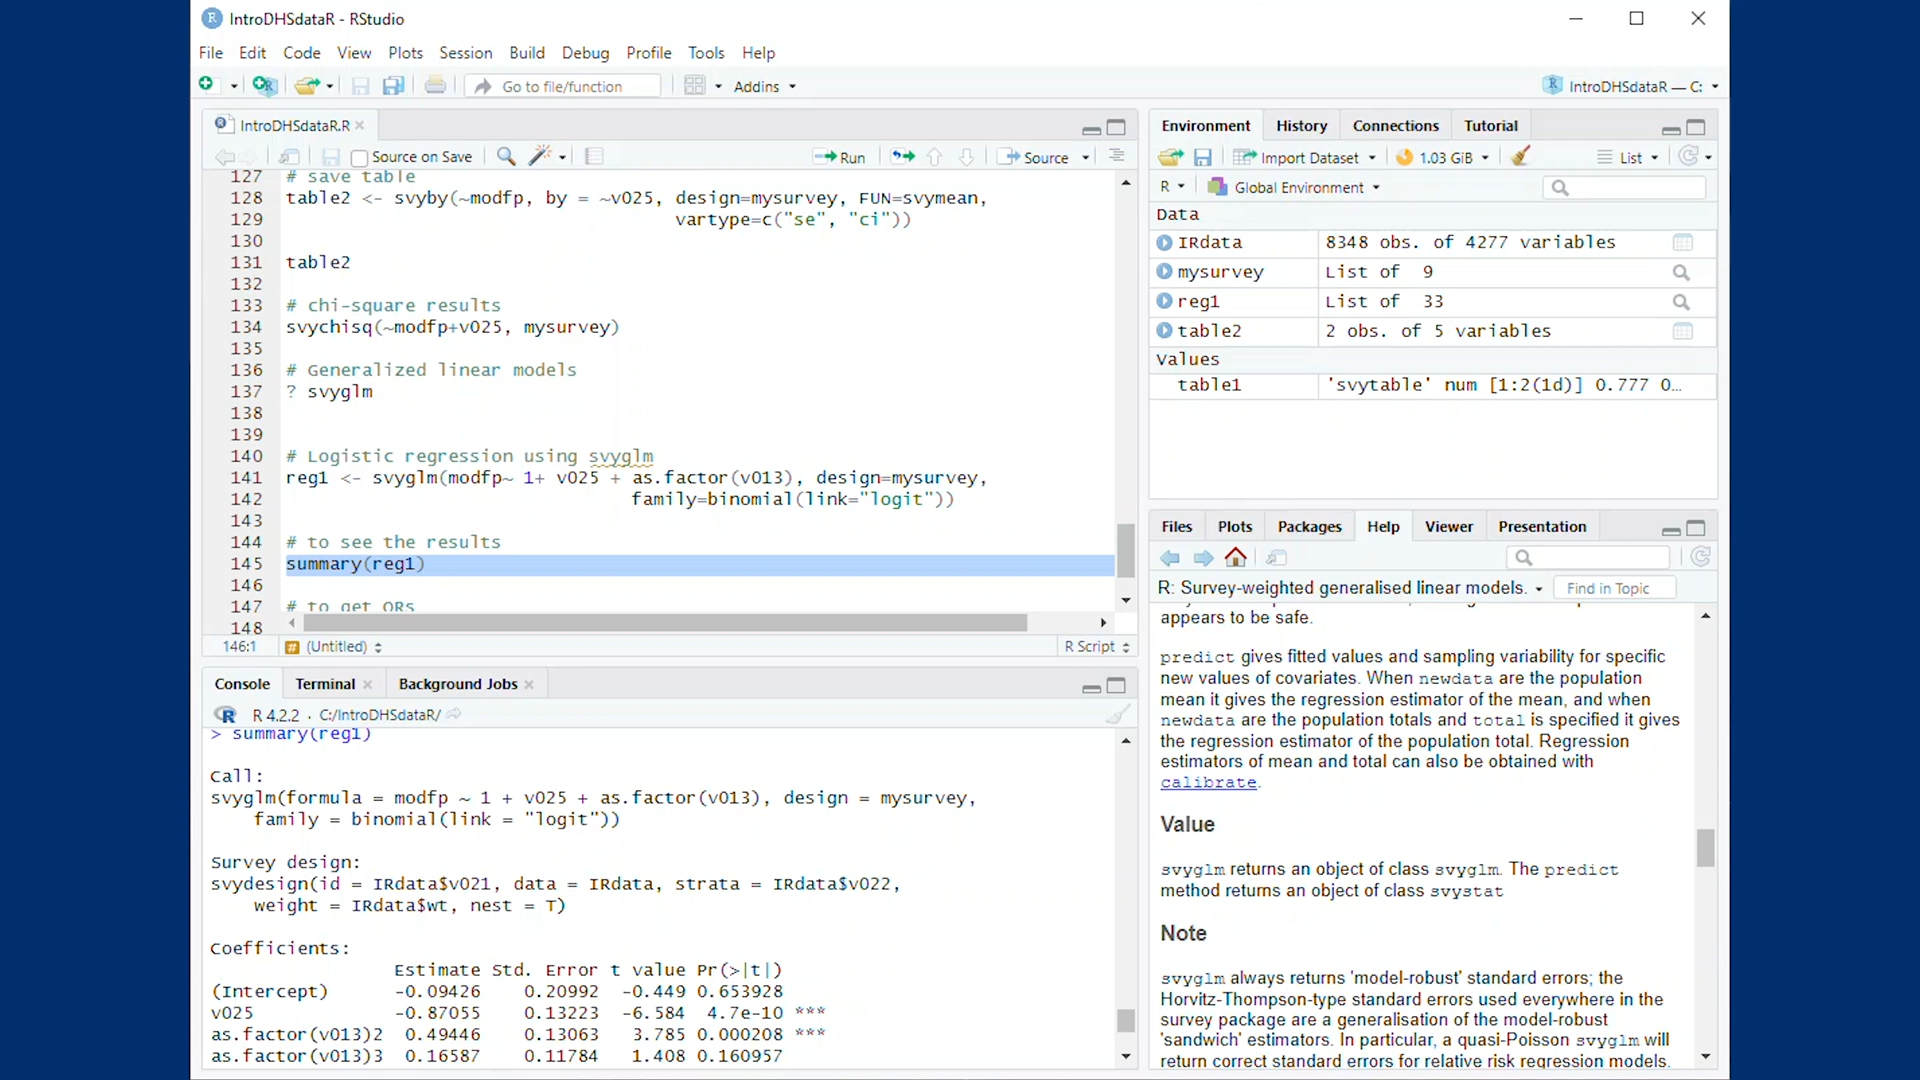 IntroDHSdataR - RStudio
File Edit Code View Plots Session Build Debug Profile Tools Help
Go to file/function Addins IntroDHSdataR — C:
IntroDHSdataR.R
Source on Save Run Source
127 # save table
128 table2 <- svyby(~modfp, by = ~v025, design=mysurvey, FUN=svymean,
129 vartype=c("se", "ci"))
130
131 table2
132
133 # chi-square results
134 svychisq(~modfp+v025, mysurvey)
135
136 # Generalized linear models
137 ? svyglm
138
139
140 # Logistic regression using svyglm
141 reg1 <- svyglm(modfp~ 1+ v025 + as.factor(v013), design=mysurvey,
142 family=binomial(link="logit"))
143
144 # to see the results
145 summary(reg1)
146
147 # to get ORs
148
146:1 # (Untitled) R Script
Console Terminal Background Jobs
R 4.2.2 · C:/IntroDHSdataR/
> summary(reg1)
Call:
svyglm(formula = modfp ~ 1 + v025 + as.factor(v013), design = mysurvey,
family = binomial(link = "logit"))
Survey design:
svydesign(id = IRdata$v021, data = IRdata, strata = IRdata$v022,
weight = IRdata$wt, nest = T)
Coefficients:
Estimate Std. Error t value Pr(>|t|)
(Intercept) -0.09426 0.20992 -0.449 0.653928
v025 -0.87055 0.13223 -6.584 4.7e-10 ***
as.factor(v013)2 0.49446 0.13063 3.785 0.000208 ***
as.factor(v013)3 0.16587 0.11784 1.408 0.160957
Environment History Connections Tutorial
Import Dataset 1.03 GiB List
R Global Environment
Data
IRdata 8348 obs. of 4277 variables
mysurvey List of 9
reg1 List of 33
table2 2 obs. of 5 variables
Values
table1 'svytable' num [1:2(1d)] 0.777 0…
Files Plots Packages Help Viewer Presentation
R: Survey-weighted generalised linear models. Find in Topic
appears to be safe.
predict gives fitted values and sampling variability for specific
new values of covariates. When newdata are the population
mean it gives the regression estimator of the mean, and when
newdata are the population totals and total is specified it gives
the regression estimator of the population total. Regression
estimators of mean and total can also be obtained with
calibrate.
Value
svyglm returns an object of class svyglm. The predict
method returns an object of class svystat
Note
svyglm always returns 'model-robust' standard errors; the
Horvitz-Thompson-type standard errors used everywhere in the
survey package are a generalisation of the model-robust
'sandwich' estimators. In particular, a quasi-Poisson svyglm will
return correct standard errors for relative risk regression models.